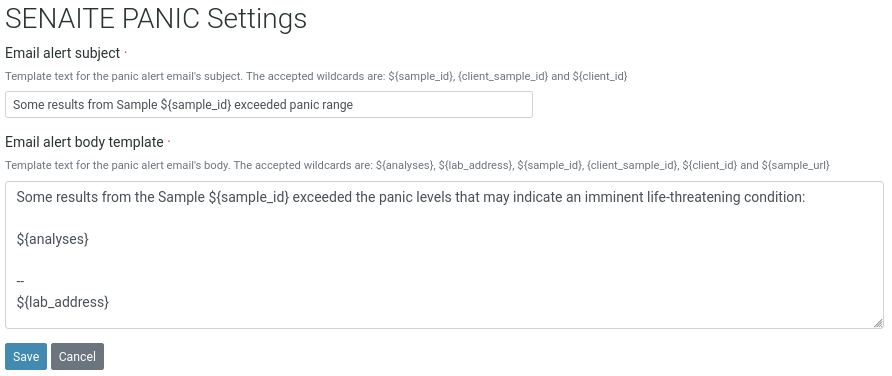 SENAITE PANIC Settings
Email alert subject ·
Template text for the panic alert email's subject. The accepted wildcards are: ${sample_id}, {client_sample_id} and ${client_id}
Some results from Sample ${sample_id} exceeded panic range
Email alert body template ·
Template text for the panic alert email's body. The accepted wildcards are: ${analyses}, ${lab_address}, ${sample_id}, {client_sample_id}, ${client_id} and ${sample_url}
Some results from the Sample ${sample_id} exceeded the panic levels that may indicate an imminent life-threatening condition:
${analyses}
--
${lab_address}
Save Cancel